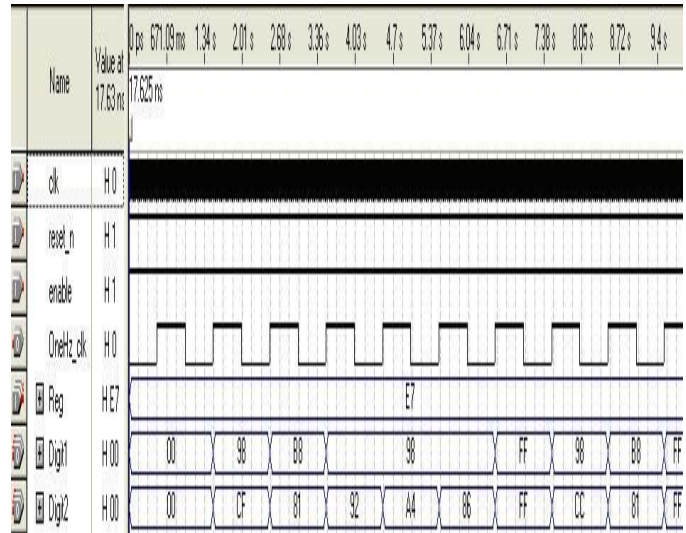 Name
Value at
17.63 ns
0 ps 671.09 ms 1.34 s 2.01 s 2.68 s 3.36 s 4.03 s 4.7 s 5.37 s 6.04 s 6.71 s 7.38 s 8.05 s 8.72 s 9.4 s
17.625 ns
clk H 0
reset_n H 1
enable H 1
OneHz_clk H 0
Reg H E7 E7
Digit1 H 00 00 98 B8 98 FF 98 B8 FF
Digit2 H 00 00 CF 81 92 A4 86 FF CC 81 FF